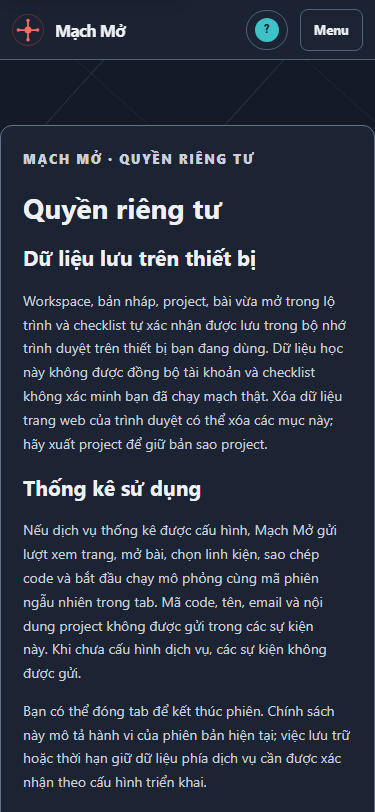 Mạch Mở
?
Menu
MẠCH MỞ · QUYỀN RIÊNG TƯ
Quyền riêng tư
Dữ liệu lưu trên thiết bị
Workspace, bản nháp, project, bài vừa mở trong lộ
trình và checklist tự xác nhận được lưu trong bộ nhớ
trình duyệt trên thiết bị bạn đang dùng. Dữ liệu học
này không được đồng bộ tài khoản và checklist
không xác minh bạn đã chạy mạch thật. Xóa dữ liệu
trang web của trình duyệt có thể xóa các mục này;
hãy xuất project để giữ bản sao project.
Thống kê sử dụng
Nếu dịch vụ thống kê được cấu hình, Mạch Mở gửi
lượt xem trang, mở bài, chọn linh kiện, sao chép
code và bắt đầu chạy mô phỏng cùng mã phiên
ngẫu nhiên trong tab. Mã code, tên, email và nội
dung project không được gửi trong các sự kiện
này. Khi chưa cấu hình dịch vụ, các sự kiện không
được gửi.
Bạn có thể đóng tab để kết thúc phiên. Chính sách
này mô tả hành vi của phiên bản hiện tại; việc lưu trữ
hoặc thời hạn giữ dữ liệu phía dịch vụ cần được xác
nhận theo cấu hình triển khai.